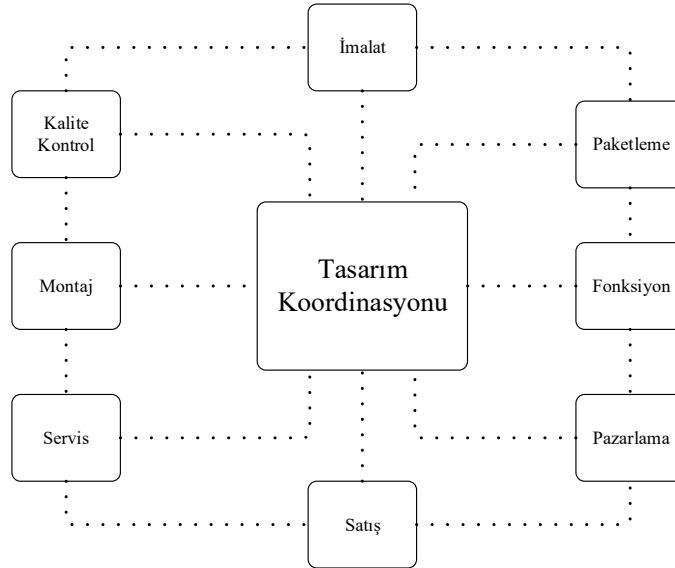 İmalat
Kalite
Kontrol
Paketleme
Tasarım
Koordinasyonu
Montaj
Fonksiyon
Servis
Pazarlama
Satış